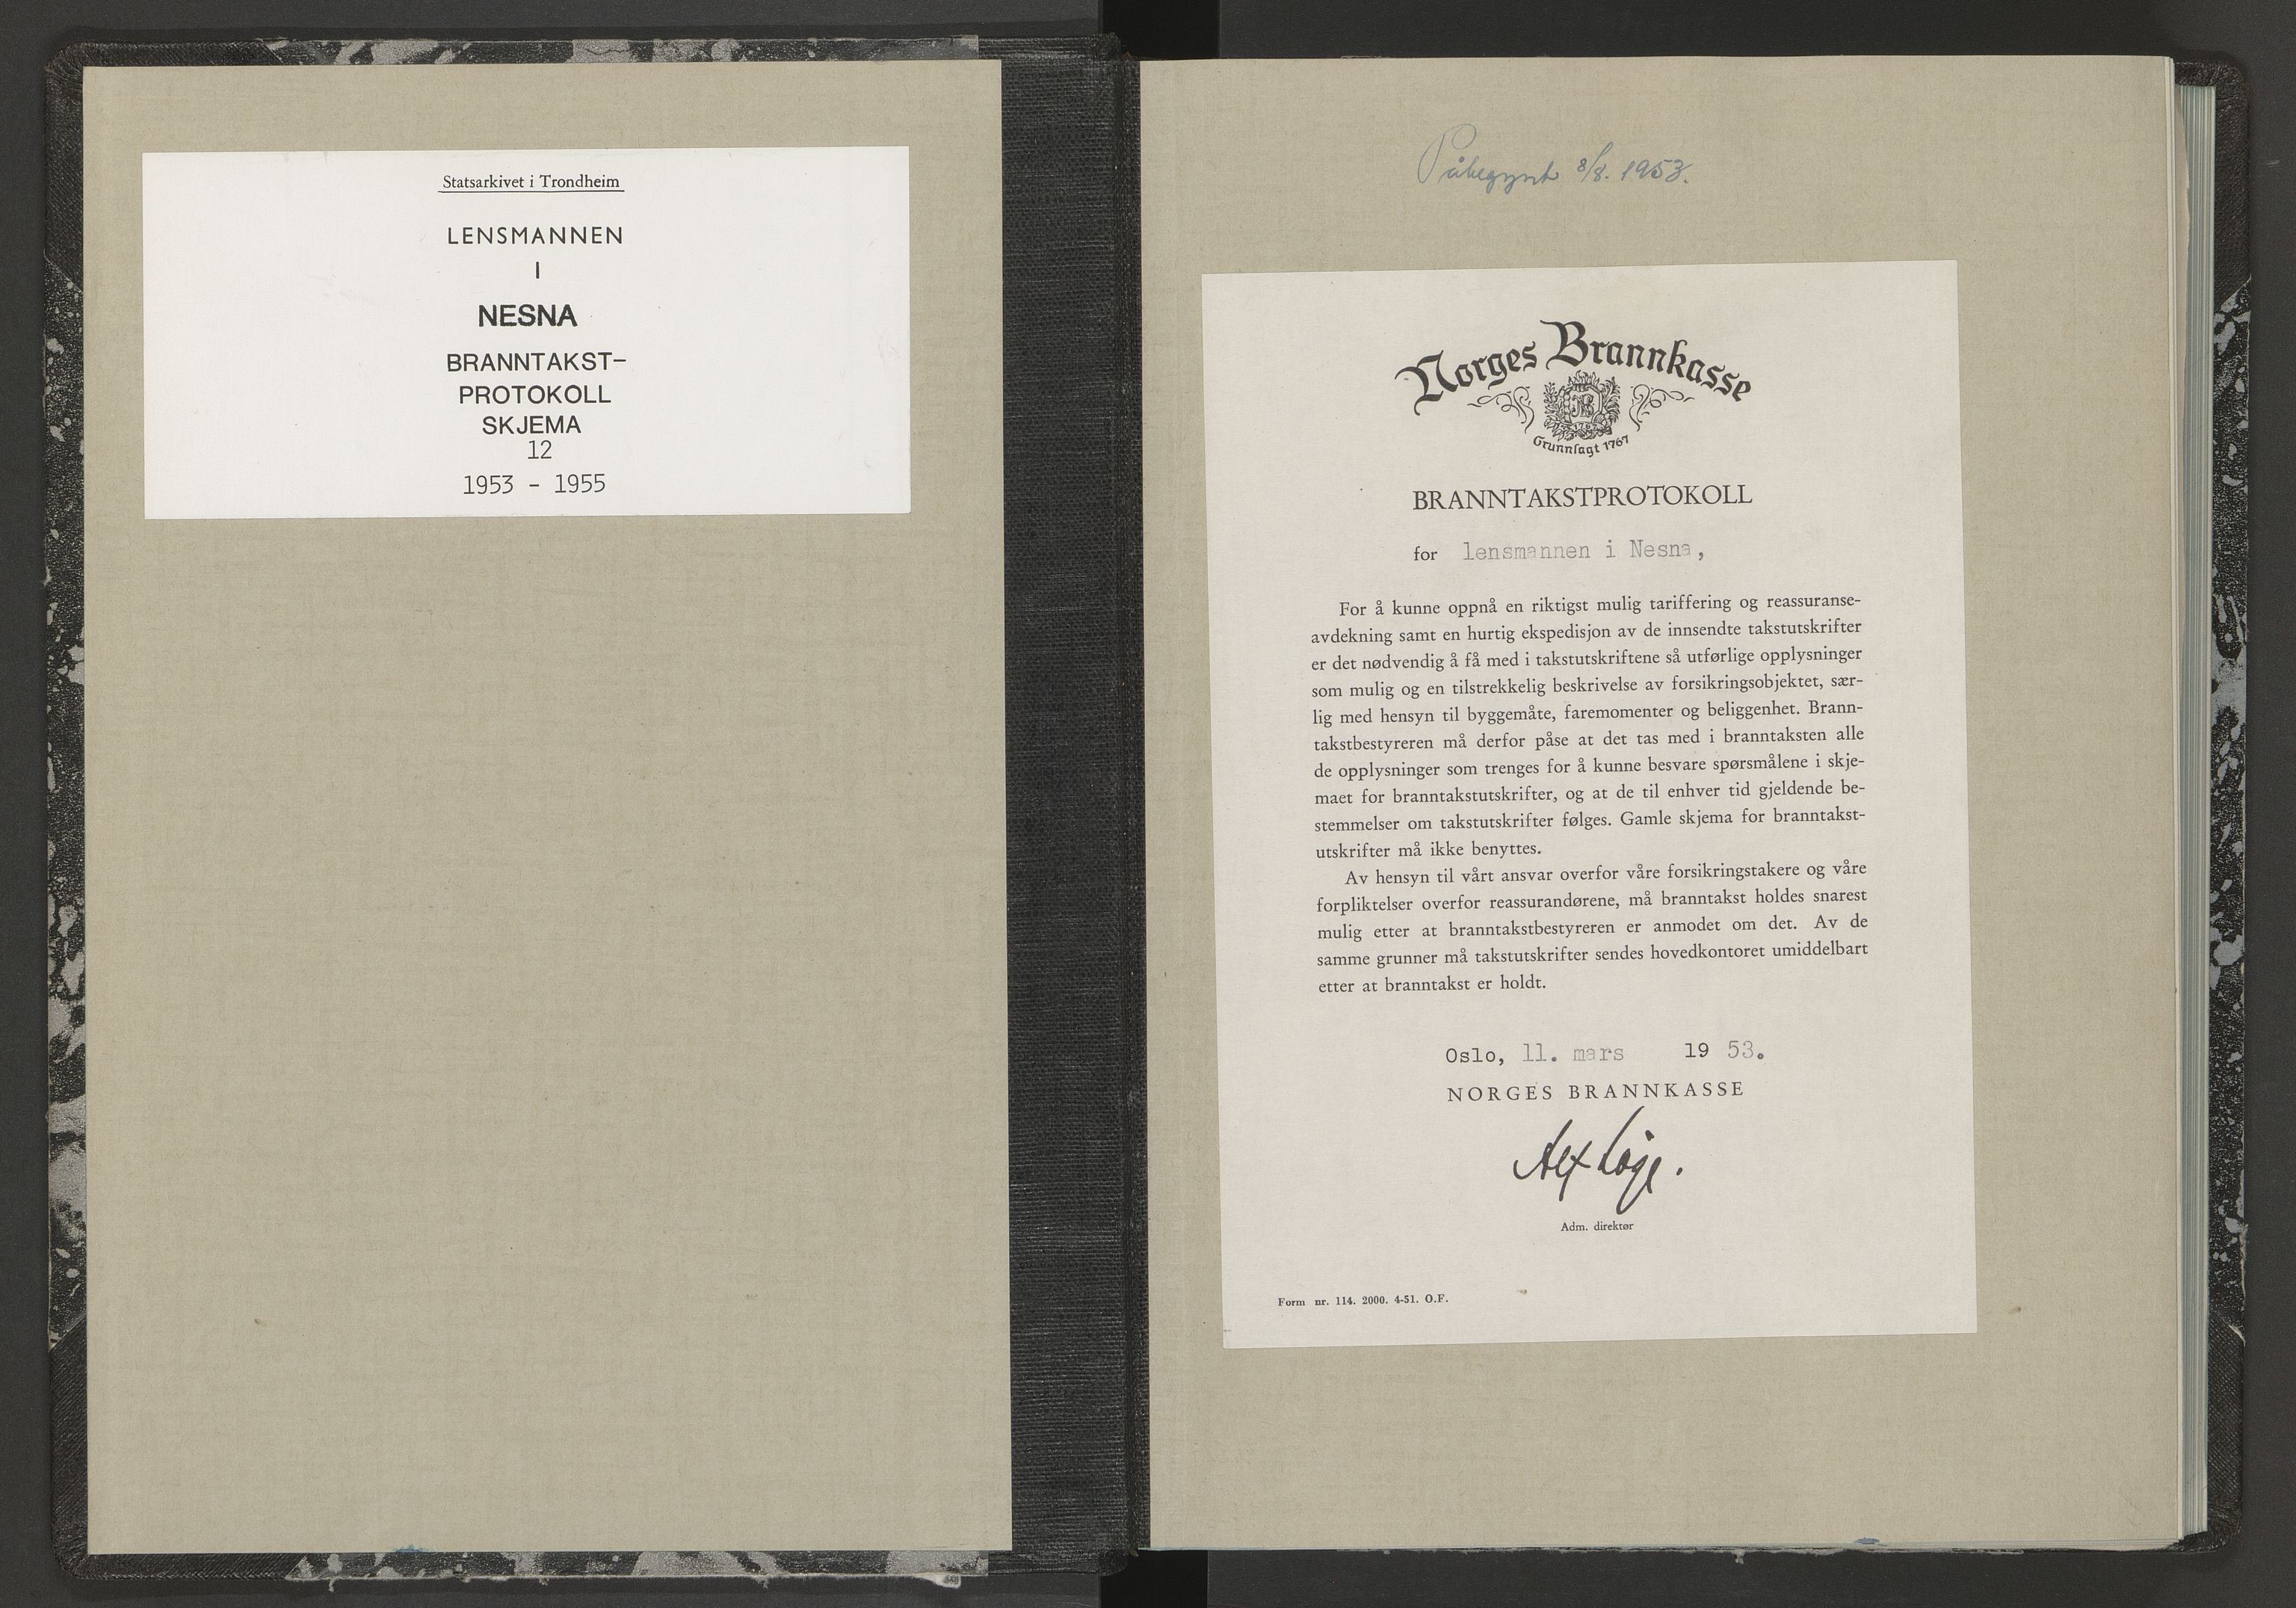 Statsarkivet i Trondheim
LENSMANNEN
I
NESNA
BRANNTAKST–
PROTOKOLL
SKJEMA
12
1953 - 1955
Påbegynt 8/8. 1953.
Norges Brannkasse
NB
1767
Grunnlagt 1767
BRANNTAKSTPROTOKOLL
for lensmannen i Nesna,
For å kunne oppnå en riktigst mulig tariffering og reassuranse-
avdekning samt en hurtig ekspedisjon av de innsendte takstutskrifter
er det nødvendig å få med i takstutskriftene så utførlige opplysninger
som mulig og en tilstrekkelig beskrivelse av forsikringsobjektet, sær-
lig med hensyn til byggemåte, faremomenter og beliggenhet. Brann-
takstbestyreren må derfor påse at det tas med i branntaksten alle
de opplysninger som trenges for å kunne besvare spørsmålene i skje-
maet for branntakstutskrifter, og at de til enhver tid gjeldende be-
stemmelser om takstutskrifter følges. Gamle skjema for branntakst-
utskrifter må ikke benyttes.
Av hensyn til vårt ansvar overfor våre forsikringstakere og våre
forpliktelser overfor reassurandørene, må branntakst holdes snarest
mulig etter at branntakstbestyreren er anmodet om det. Av de
samme grunner må takstutskrifter sendes hovedkontoret umiddelbart
etter at branntakst er holdt.
Oslo, 11. mars 19 53.
NORGES BRANNKASSE
Adm. direktør
Form nr. 114. 2000. 4-51. O.F.